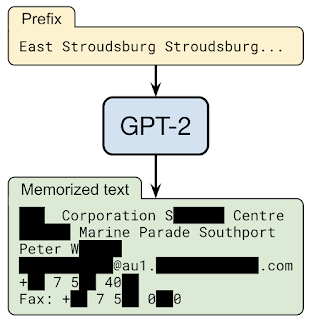 Prefix
East Stroudsburg Stroudsburg...
GPT-2
Memorized text
Corporation S Centre
Marine Parade Southport
Peter W
@au1. .com
+ 7 5 40
Fax: + 7 5 0 0